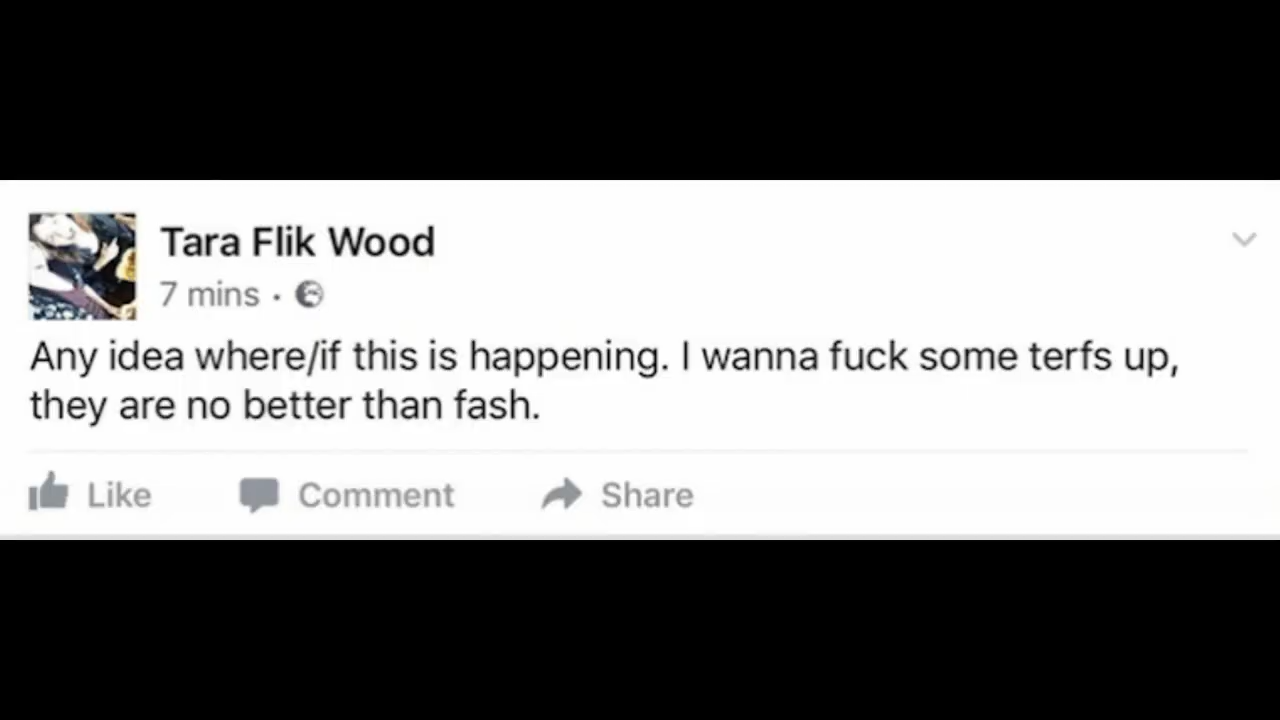 Tara Flik Wood
7 mins ·
Any idea where/if this is happening. I wanna fuck some terfs up,
they are no better than fash.
Like Comment Share